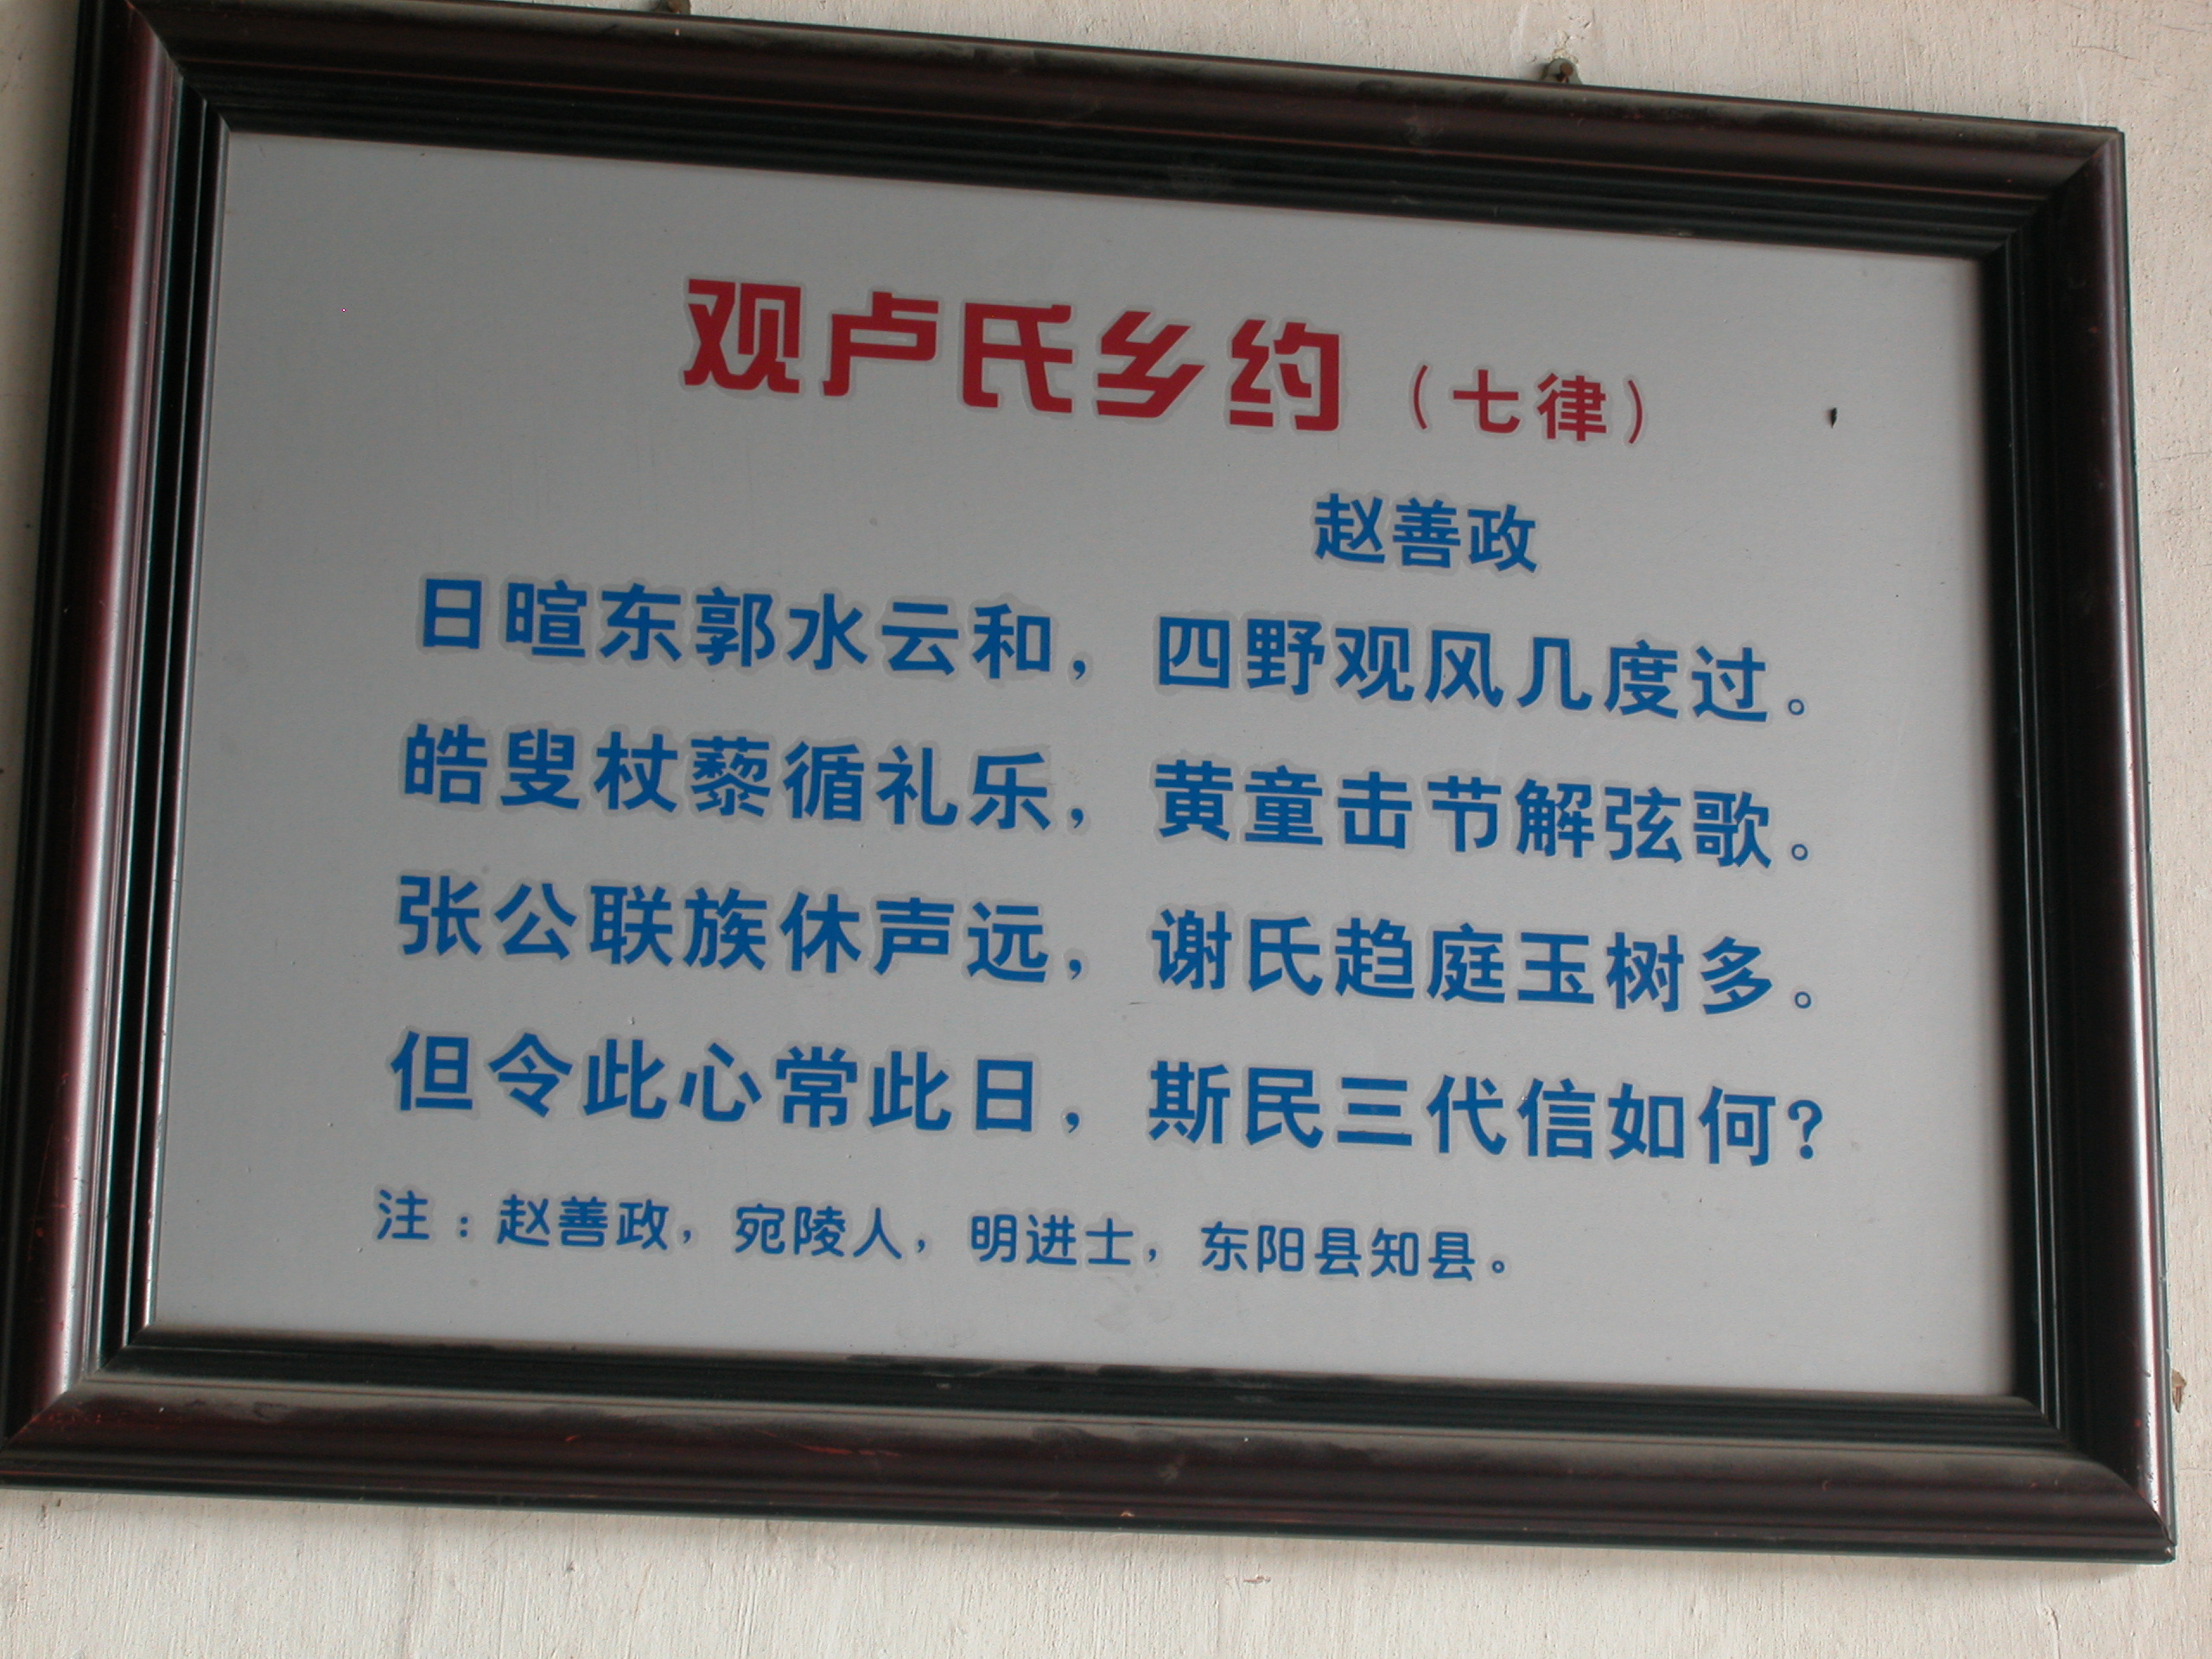 观卢氏乡约（七律）
赵善政
日暄东郭水云和，四野观风几度过。
皓叟杖藜循礼乐，黄童击节解弦歌。
张公联族休声远，谢氏趋庭玉树多。
但令此心常此日，斯民三代信如何？
注：赵善政，宛陵人，明进士，东阳县知县。